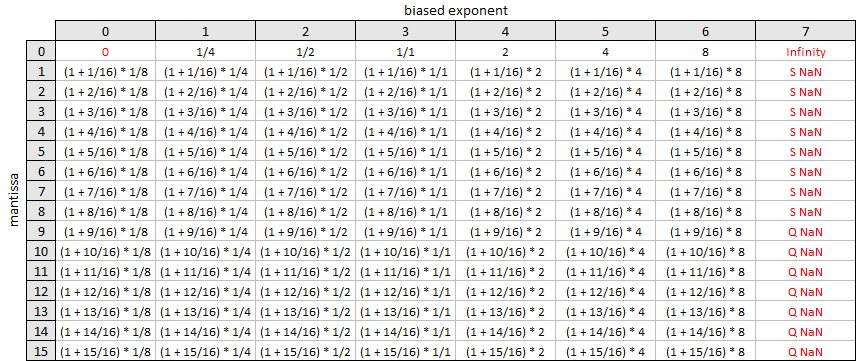 biased exponent
0 1 2 3 4 5 6 7
0 0 1/4 1/2 1/1 2 4 8 Infinity
1 (1 + 1/16) * 1/8 (1 + 1/16) * 1/4 (1 + 1/16) * 1/2 (1 + 1/16) * 1/1 (1 + 1/16) * 2 (1 + 1/16) * 4 (1 + 1/16) * 8 S NaN
2 (1 + 2/16) * 1/8 (1 + 2/16) * 1/4 (1 + 2/16) * 1/2 (1 + 2/16) * 1/1 (1 + 2/16) * 2 (1 + 2/16) * 4 (1 + 2/16) * 8 S NaN
3 (1 + 3/16) * 1/8 (1 + 3/16) * 1/4 (1 + 3/16) * 1/2 (1 + 3/16) * 1/1 (1 + 3/16) * 2 (1 + 3/16) * 4 (1 + 3/16) * 8 S NaN
4 (1 + 4/16) * 1/8 (1 + 4/16) * 1/4 (1 + 4/16) * 1/2 (1 + 4/16) * 1/1 (1 + 4/16) * 2 (1 + 4/16) * 4 (1 + 4/16) * 8 S NaN
5 (1 + 5/16) * 1/8 (1 + 5/16) * 1/4 (1 + 5/16) * 1/2 (1 + 5/16) * 1/1 (1 + 5/16) * 2 (1 + 5/16) * 4 (1 + 5/16) * 8 S NaN
6 (1 + 6/16) * 1/8 (1 + 6/16) * 1/4 (1 + 6/16) * 1/2 (1 + 6/16) * 1/1 (1 + 6/16) * 2 (1 + 6/16) * 4 (1 + 6/16) * 8 S NaN
7 (1 + 7/16) * 1/8 (1 + 7/16) * 1/4 (1 + 7/16) * 1/2 (1 + 7/16) * 1/1 (1 + 7/16) * 2 (1 + 7/16) * 4 (1 + 7/16) * 8 S NaN
8 (1 + 8/16) * 1/8 (1 + 8/16) * 1/4 (1 + 8/16) * 1/2 (1 + 8/16) * 1/1 (1 + 8/16) * 2 (1 + 8/16) * 4 (1 + 8/16) * 8 S NaN
9 (1 + 9/16) * 1/8 (1 + 9/16) * 1/4 (1 + 9/16) * 1/2 (1 + 9/16) * 1/1 (1 + 9/16) * 2 (1 + 9/16) * 4 (1 + 9/16) * 8 Q NaN
10 (1 + 10/16) * 1/8 (1 + 10/16) * 1/4 (1 + 10/16) * 1/2 (1 + 10/16) * 1/1 (1 + 10/16) * 2 (1 + 10/16) * 4 (1 + 10/16) * 8 Q NaN
11 (1 + 11/16) * 1/8 (1 + 11/16) * 1/4 (1 + 11/16) * 1/2 (1 + 11/16) * 1/1 (1 + 11/16) * 2 (1 + 11/16) * 4 (1 + 11/16) * 8 Q NaN
12 (1 + 12/16) * 1/8 (1 + 12/16) * 1/4 (1 + 12/16) * 1/2 (1 + 12/16) * 1/1 (1 + 12/16) * 2 (1 + 12/16) * 4 (1 + 12/16) * 8 Q NaN
13 (1 + 13/16) * 1/8 (1 + 13/16) * 1/4 (1 + 13/16) * 1/2 (1 + 13/16) * 1/1 (1 + 13/16) * 2 (1 + 13/16) * 4 (1 + 13/16) * 8 Q NaN
14 (1 + 14/16) * 1/8 (1 + 14/16) * 1/4 (1 + 14/16) * 1/2 (1 + 14/16) * 1/1 (1 + 14/16) * 2 (1 + 14/16) * 4 (1 + 14/16) * 8 Q NaN
15 (1 + 15/16) * 1/8 (1 + 15/16) * 1/4 (1 + 15/16) * 1/2 (1 + 15/16) * 1/1 (1 + 15/16) * 2 (1 + 15/16) * 4 (1 + 15/16) * 8 Q NaN
mantissa